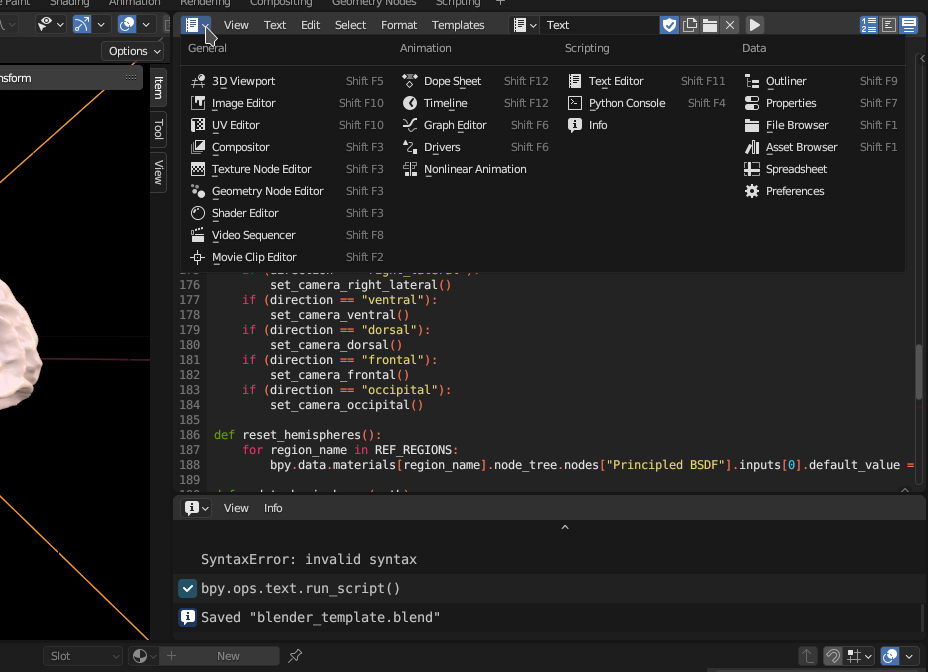 Shading Animation Rendering Compositing Geometry Nodes Scripting +
View Text Edit Select Format Templates Text
Options
General Animation Scripting Data
nsform
Item
Tool
View
3D Viewport Shift F5
Image Editor Shift F10
UV Editor Shift F10
Compositor Shift F3
Texture Node Editor Shift F3
Geometry Node Editor Shift F3
Shader Editor Shift F3
Video Sequencer Shift F8
Movie Clip Editor Shift F2
Dope Sheet Shift F12
Timeline Shift F12
Graph Editor Shift F6
Drivers Shift F6
Nonlinear Animation
Text Editor Shift F11
Python Console Shift F4
Info
Outliner Shift F9
Properties Shift F7
File Browser Shift F1
Asset Browser Shift F1
Spreadsheet
Preferences
176 set_camera_right_lateral()
177 if (direction == "ventral"):
178 set_camera_ventral()
179 if (direction == "dorsal"):
180 set_camera_dorsal()
181 if (direction == "frontal"):
182 set_camera_frontal()
183 if (direction == "occipital"):
184 set_camera_occipital()
185
186 def reset_hemispheres():
187 for region_name in REF_REGIONS:
188 bpy.data.materials[region_name].node_tree.nodes["Principled BSDF"].inputs[0].default_value =
189
View Info
SyntaxError: invalid syntax
bpy.ops.text.run_script()
Saved "blender_template.blend"
Slot + New